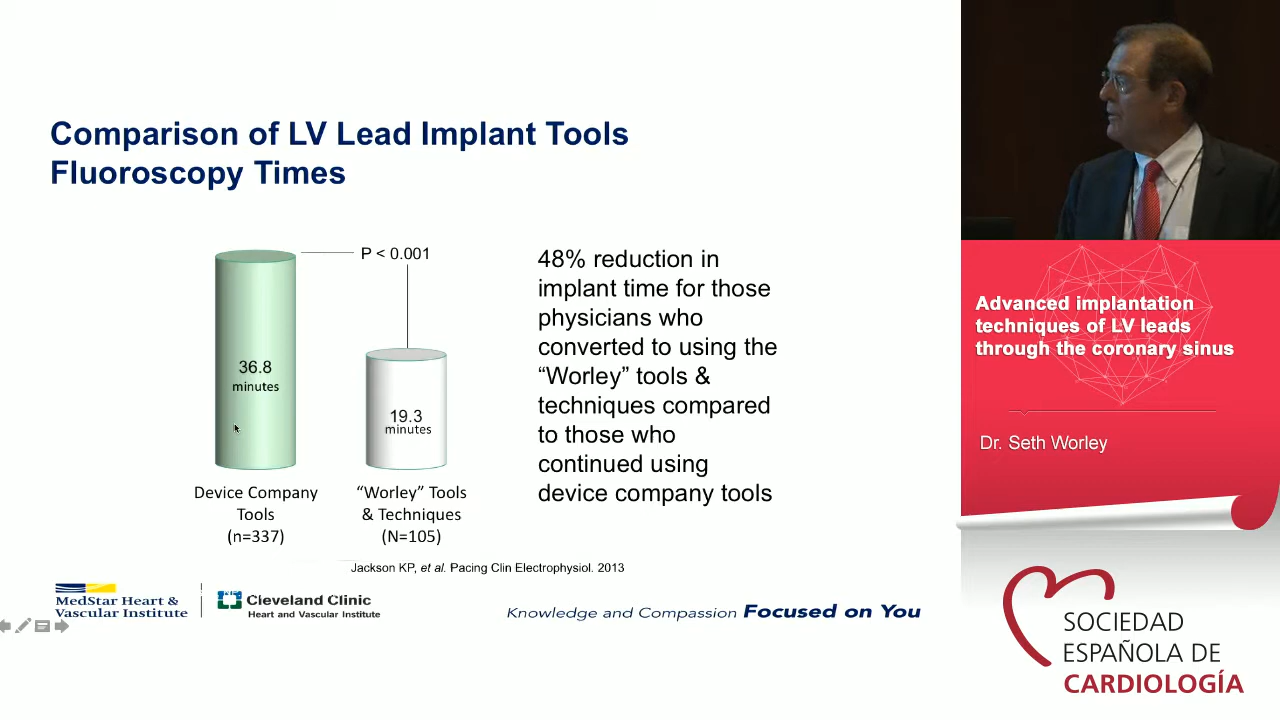 Comparison of LV Lead Implant Tools
Fluoroscopy Times
P < 0.001
36.8
minutes
19.3
minutes
Device Company
Tools
(n=337)
“Worley” Tools
& Techniques
(N=105)
48% reduction in
implant time for those
physicians who
converted to using the
“Worley” tools &
techniques compared
to those who
continued using
device company tools
Jackson KP, et al. Pacing Clin Electrophysiol. 2013
MedStar Heart &
Vascular Institute
Cleveland Clinic
Heart and Vascular Institute
Knowledge and Compassion Focused on You
Advanced implantation
techniques of LV leads
through the coronary sinus
Dr. Seth Worley
SOCIEDAD
ESPAÑOLA DE
CARDIOLOGÍA